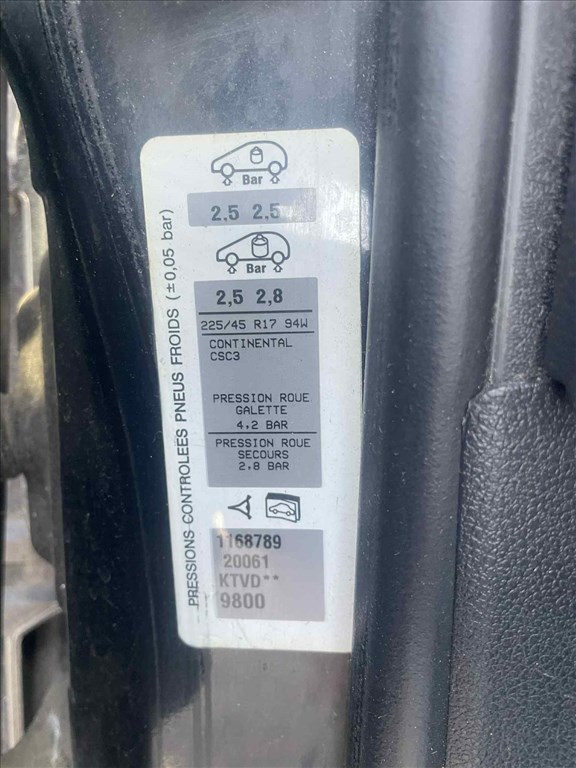 PRESSIONS CONTROLEES PNEUS FROIDS (±0,05 bar)
Bar
2,5 2,5
Bar
2,5 2,8
225/45 R17 94W
CONTINENTAL
CSC3
PRESSION ROUE
GALETTE
4.2 BAR
PRESSION ROUE
SECOURS
2.8 BAR
1168789
20061
KTVD**
9800